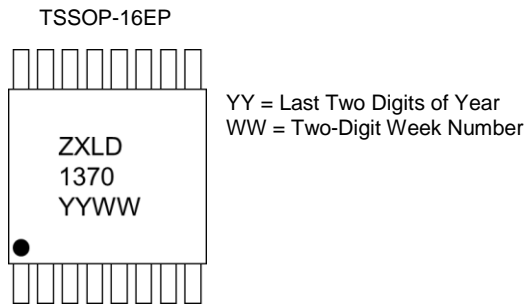 TSSOP-16EP
ZXLD
1370
YYWW
YY = Last Two Digits of Year
WW = Two-Digit Week Number